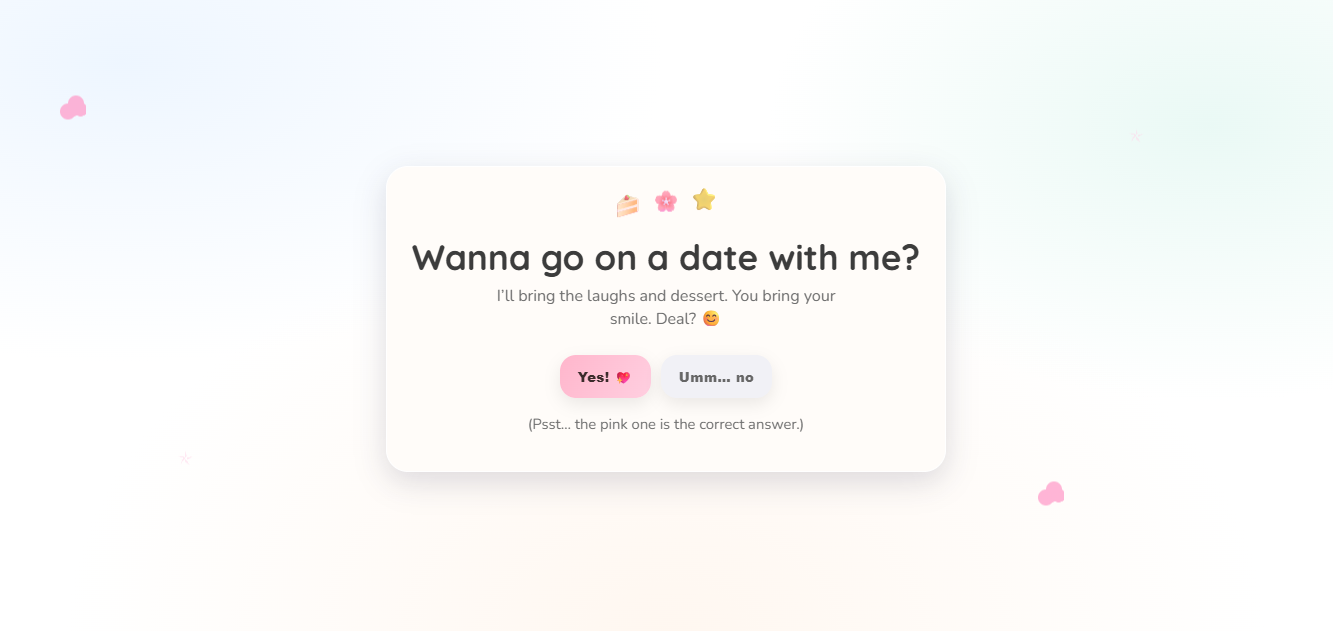 Wanna go on a date with me?
I’ll bring the laughs and dessert. You bring your
smile. Deal? 😊
Yes! 💖
Umm… no
(Psst… the pink one is the correct answer.)